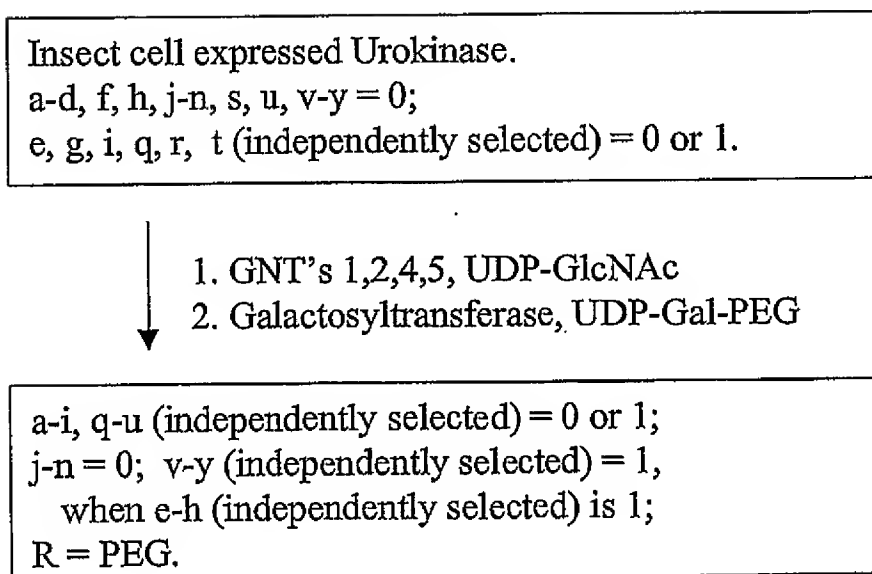 Insect cell expressed Urokinase.
a-d, f, h, j-n, s, u, v-y = 0;
e, g, i, q, r, t (independently selected) = 0 or 1.
1. GNT's 1,2,4,5, UDP-GlcNAc
2. Galactosyltransferase, UDP-Gal-PEG
a-i, q-u (independently selected) = 0 or 1;
j-n = 0; v-y (independently selected) = 1,
when e-h (independently selected) is 1;
R = PEG.